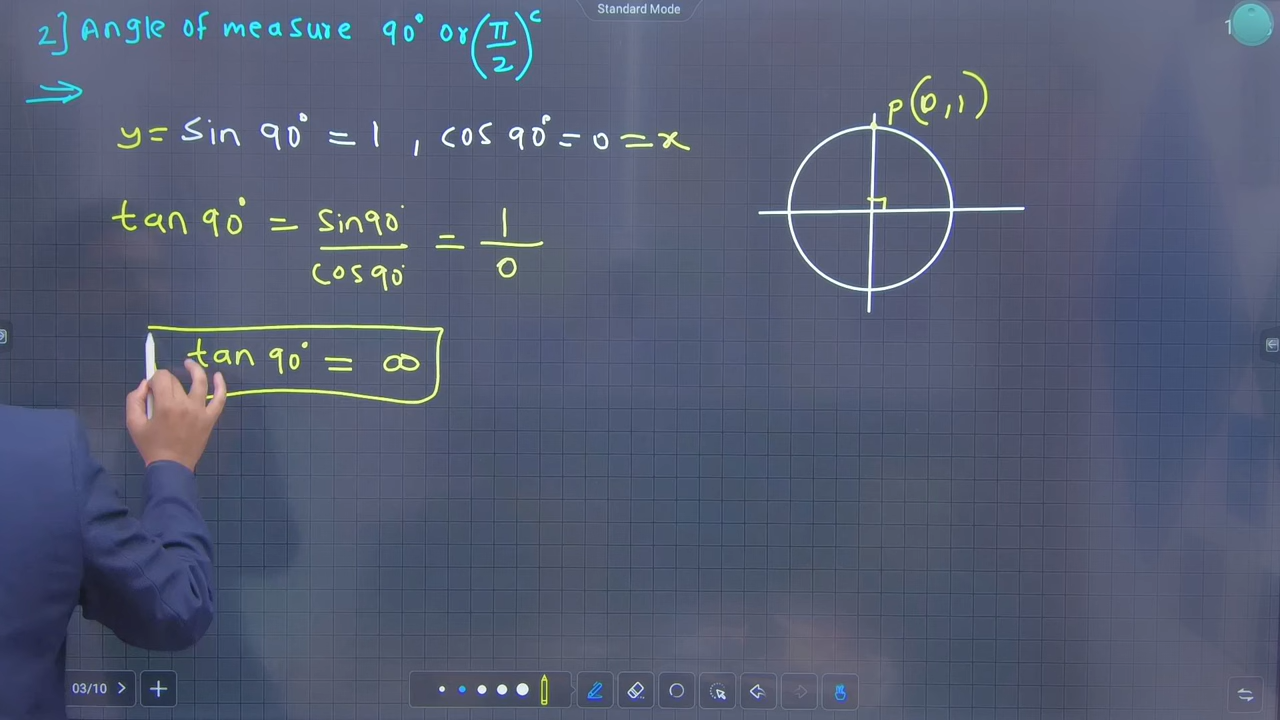 Standard Mode
2] Angle of measure 90° or (π/2)ᶜ
⇒
P(0,1)
y = sin 90° = 1 , cos 90° = 0 = x
tan 90° = sin90°/cos90° = 1/0
tan 90° = ∞
03/10